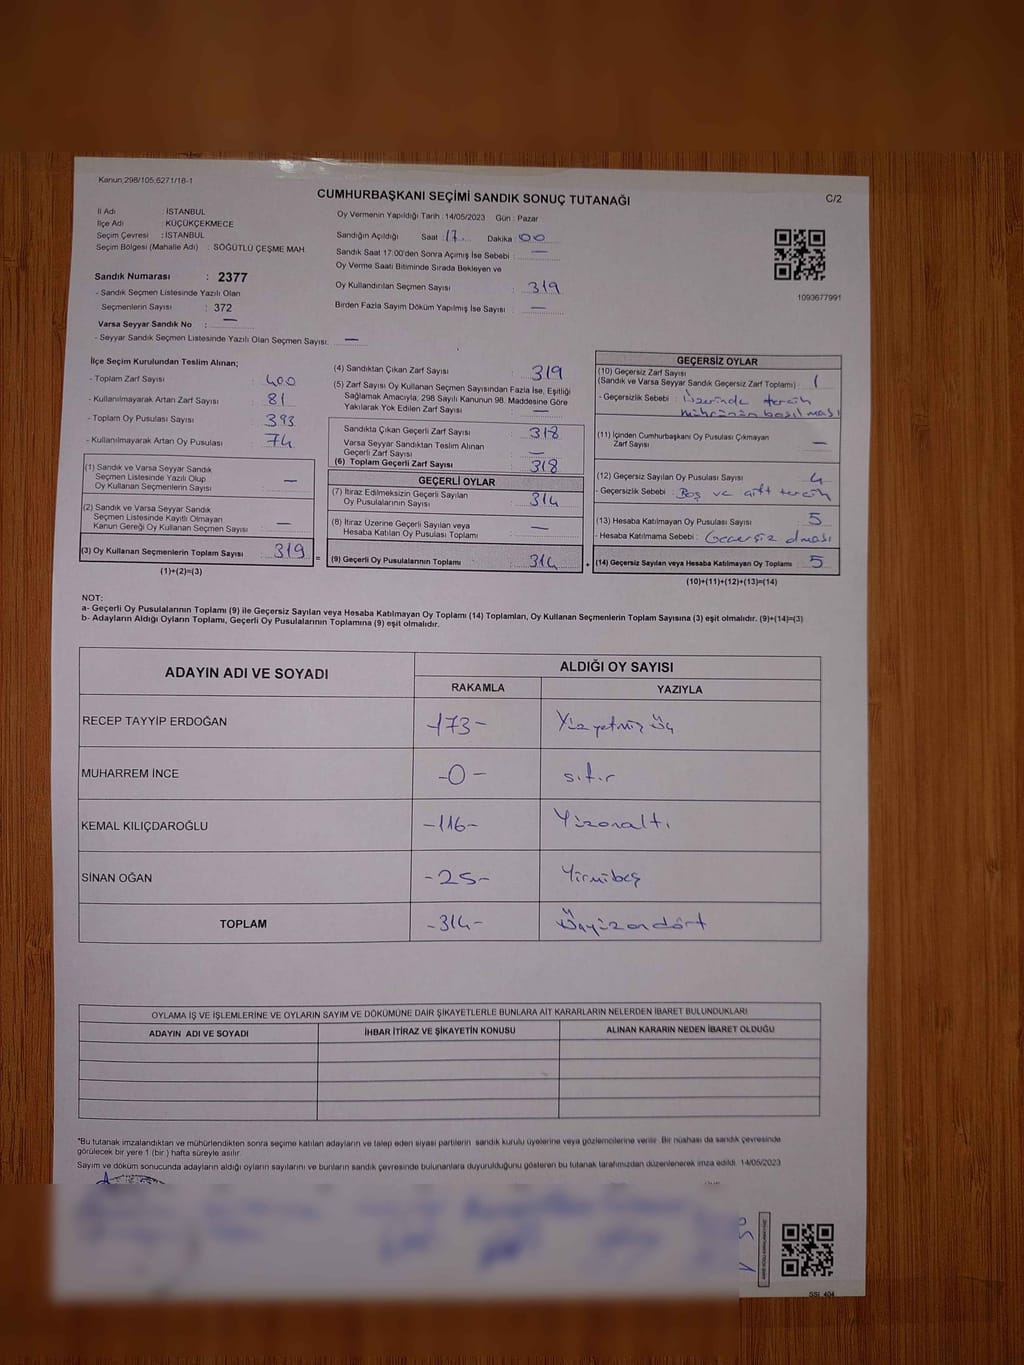 Kanun:298/105;6271/18-1
CUMHURBAŞKANI SEÇİMİ SANDIK SONUÇ TUTANAĞI
C/2
İl Adı : İSTANBUL
İlçe Adı : KÜÇÜKÇEKMECE
Seçim Çevresi : İSTANBUL
Seçim Bölgesi (Mahalle Adı) : SÖĞÜTLÜ ÇEŞME MAH.
Sandık Numarası : 2377
- Sandık Seçmen Listesinde Yazılı Olan
Seçmenlerin Sayısı : 372
Varsa Seyyar Sandık No : —
- Seyyar Sandık Seçmen Listesinde Yazılı Olan Seçmen Sayısı: —
Oy Vermenin Yapıldığı Tarih : 14/05/2023 Gün : Pazar
Sandığın Açıldığı Saat : 17 Dakika : 00
Sandık Saat 17:00'den Sonra Açımış İse Sebebi : —
Oy Verme Saati Bitiminde Sırada Bekleyen ve
Oy Kullandırılan Seçmen Sayısı : 319
Birden Fazla Sayım Döküm Yapılmış İse Sayısı : —
1093677991
İlçe Seçim Kurulundan Teslim Alınan;
- Toplam Zarf Sayısı : 400
- Kullanılmayarak Artan Zarf Sayısı : 81
- Toplam Oy Pusulası Sayısı : 393
- Kullanılmayarak Artan Oy Pusulası : 74
(1) Sandık ve Varsa Seyyar Sandık
Seçmen Listesinde Yazılı Olup
Oy Kullanan Seçmenlerin Sayısı : —
(2) Sandık ve Varsa Seyyar Sandık
Seçmen Listesinde Kayıtlı Olmayan
Kanun Gereği Oy Kullanan Seçmen Sayısı : —
(3) Oy Kullanan Seçmenlerin Toplam Sayısı : 319
(1)+(2)=(3)
(4) Sandıktan Çıkan Zarf Sayısı : 319
(5) Zarf Sayısı Oy Kullanan Seçmen Sayısından Fazla İse, Eşitliği
Sağlamak Amacıyla, 298 Sayılı Kanunun 98. Maddesine Göre
Yakılarak Yok Edilen Zarf Sayısı : —
Sandıkta Çıkan Geçerli Zarf Sayısı : 318
Varsa Seyyar Sandıktan Teslim Alınan
Geçerli Zarf Sayısı : —
(6) Toplam Geçerli Zarf Sayısı : 318
GEÇERLİ OYLAR
(7) İtiraz Edilmeksizin Geçerli Sayılan
Oy Pusulalarının Sayısı : 314
(8) İtiraz Üzerine Geçerli Sayılan veya
Hesaba Katılan Oy Pusulası Toplamı : —
(9) Geçerli Oy Pusulalarının Toplamı : 314
GEÇERSİZ OYLAR
(10) Geçersiz Zarf Sayısı
(Sandık ve Varsa Seyyar Sandık Geçersiz Zarf Toplamı) : 1
- Geçersizlik Sebebi : Üzerinde tercih
mührünün basılması
(11) İçinden Cumhurbaşkanı Oy Pusulası Çıkmayan
Zarf Sayısı : —
(12) Geçersiz Sayılan Oy Pusulası Sayısı : 4
- Geçersizlik Sebebi : Boş ve çift tercih
(13) Hesaba Katılmayan Oy Pusulası Sayısı : 5
- Hesaba Katılmama Sebebi : Geçersiz olması
(14) Geçersiz Sayılan veya Hesaba Katılmayan Oy Toplamı : 5
(10)+(11)+(12)+(13)=(14)
NOT:
a- Geçerli Oy Pusulalarının Toplamı (9) ile Geçersiz Sayılan veya Hesaba Katılmayan Oy Toplamı (14) Toplamları, Oy Kullanan Seçmenlerin Toplam Sayısına (3) eşit olmalıdır. (9)+(14)=(3)
b- Adayların Aldığı Oyların Toplamı, Geçerli Oy Pusulalarının Toplamına (9) eşit olmalıdır.
ADAYIN ADI VE SOYADI
ALDIĞI OY SAYISI
RAKAMLA YAZIYLA
RECEP TAYYİP ERDOĞAN -173- Yüzyetmiş üç
MUHARREM İNCE -0- sıfır
KEMAL KILIÇDAROĞLU -116- Yüzonaltı
SİNAN OĞAN -25- Yirmibeş
TOPLAM -314- Üçyüzondört
OYLAMA İŞ VE İŞLEMLERİNE VE OYLARIN SAYIM VE DÖKÜMÜNE DAİR ŞİKAYETLERLE BUNLARA AİT KARARLARIN NELERDEN İBARET BULUNDUKLARI
ADAYIN ADI VE SOYADI İHBAR İTİRAZ VE ŞİKAYETİN KONUSU ALINAN KARARIN NEDEN İBARET OLDUĞU
*Bu tutanak imzalandıktan ve mühürlendikten sonra seçime katılan adayların ve talep eden siyasi partilerin sandık kurulu üyelerine veya gözlemcilerine verilir. Bir nüshası da sandık çevresinde
görülecek bir yere 1 (bir ) hafta süreyle asılır.
Sayım ve döküm sonucunda adayların aldığı oyların sayılarını ve bunların sandık çevresinde bulunanlara duyurulduğunu gösteren bu tutanak tarafımızdan düzenlenerek imza edildi. 14/05/2023
SSI_404